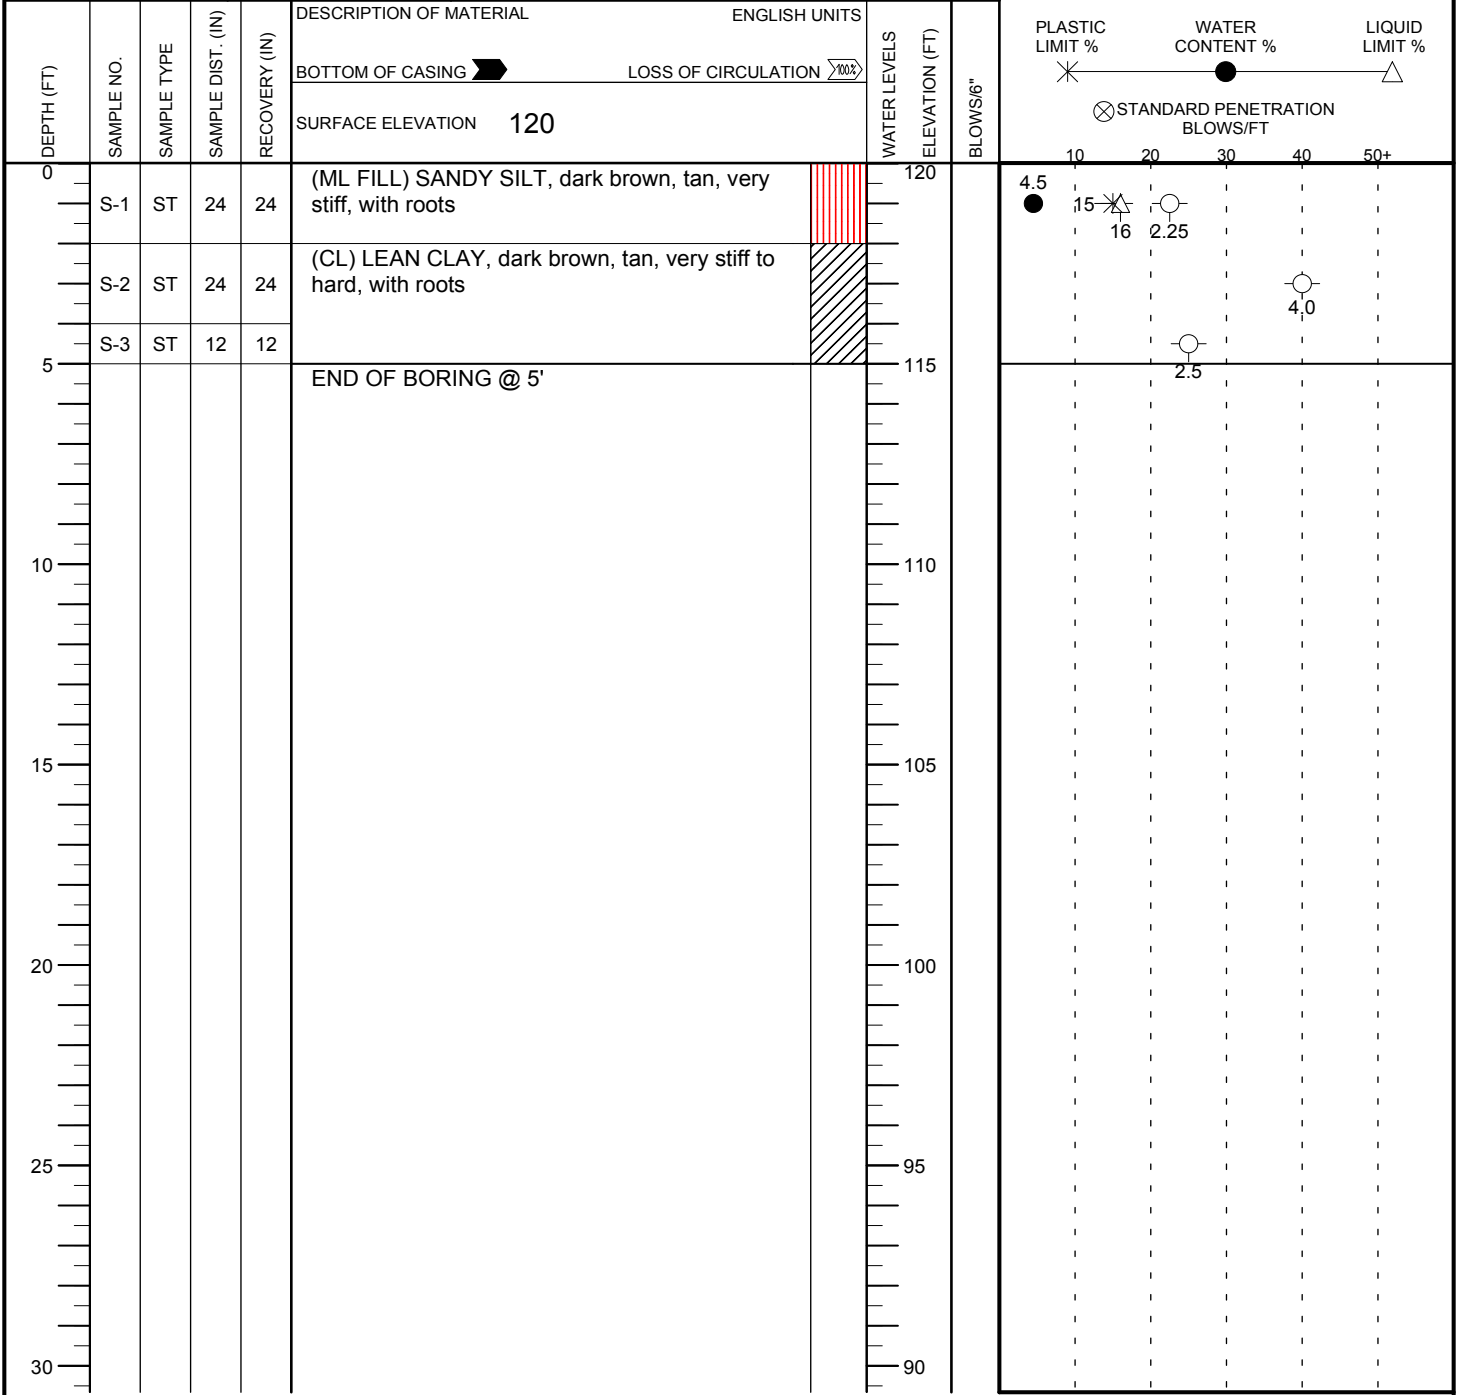 DEPTH (FT)
SAMPLE NO.
SAMPLE TYPE
SAMPLE DIST. (IN)
RECOVERY (IN)
DESCRIPTION OF MATERIAL ENGLISH UNITS
BOTTOM OF CASING LOSS OF CIRCULATION 100%
SURFACE ELEVATION 120
WATER LEVELS
ELEVATION (FT)
BLOWS/6"
PLASTIC LIMIT %
WATER CONTENT %
LIQUID LIMIT %
STANDARD PENETRATION
BLOWS/FT
10 20 30 40 50+
0 (ML FILL) SANDY SILT, dark brown, tan, very 120
S-1 ST 24 24 stiff, with roots
4.5
15
16 2.25
(CL) LEAN CLAY, dark brown, tan, very stiff to
S-2 ST 24 24 hard, with roots
4.0
S-3 ST 12 12
5 115
2.5
END OF BORING @ 5'
10 110
15 105
20 100
25 95
30 90